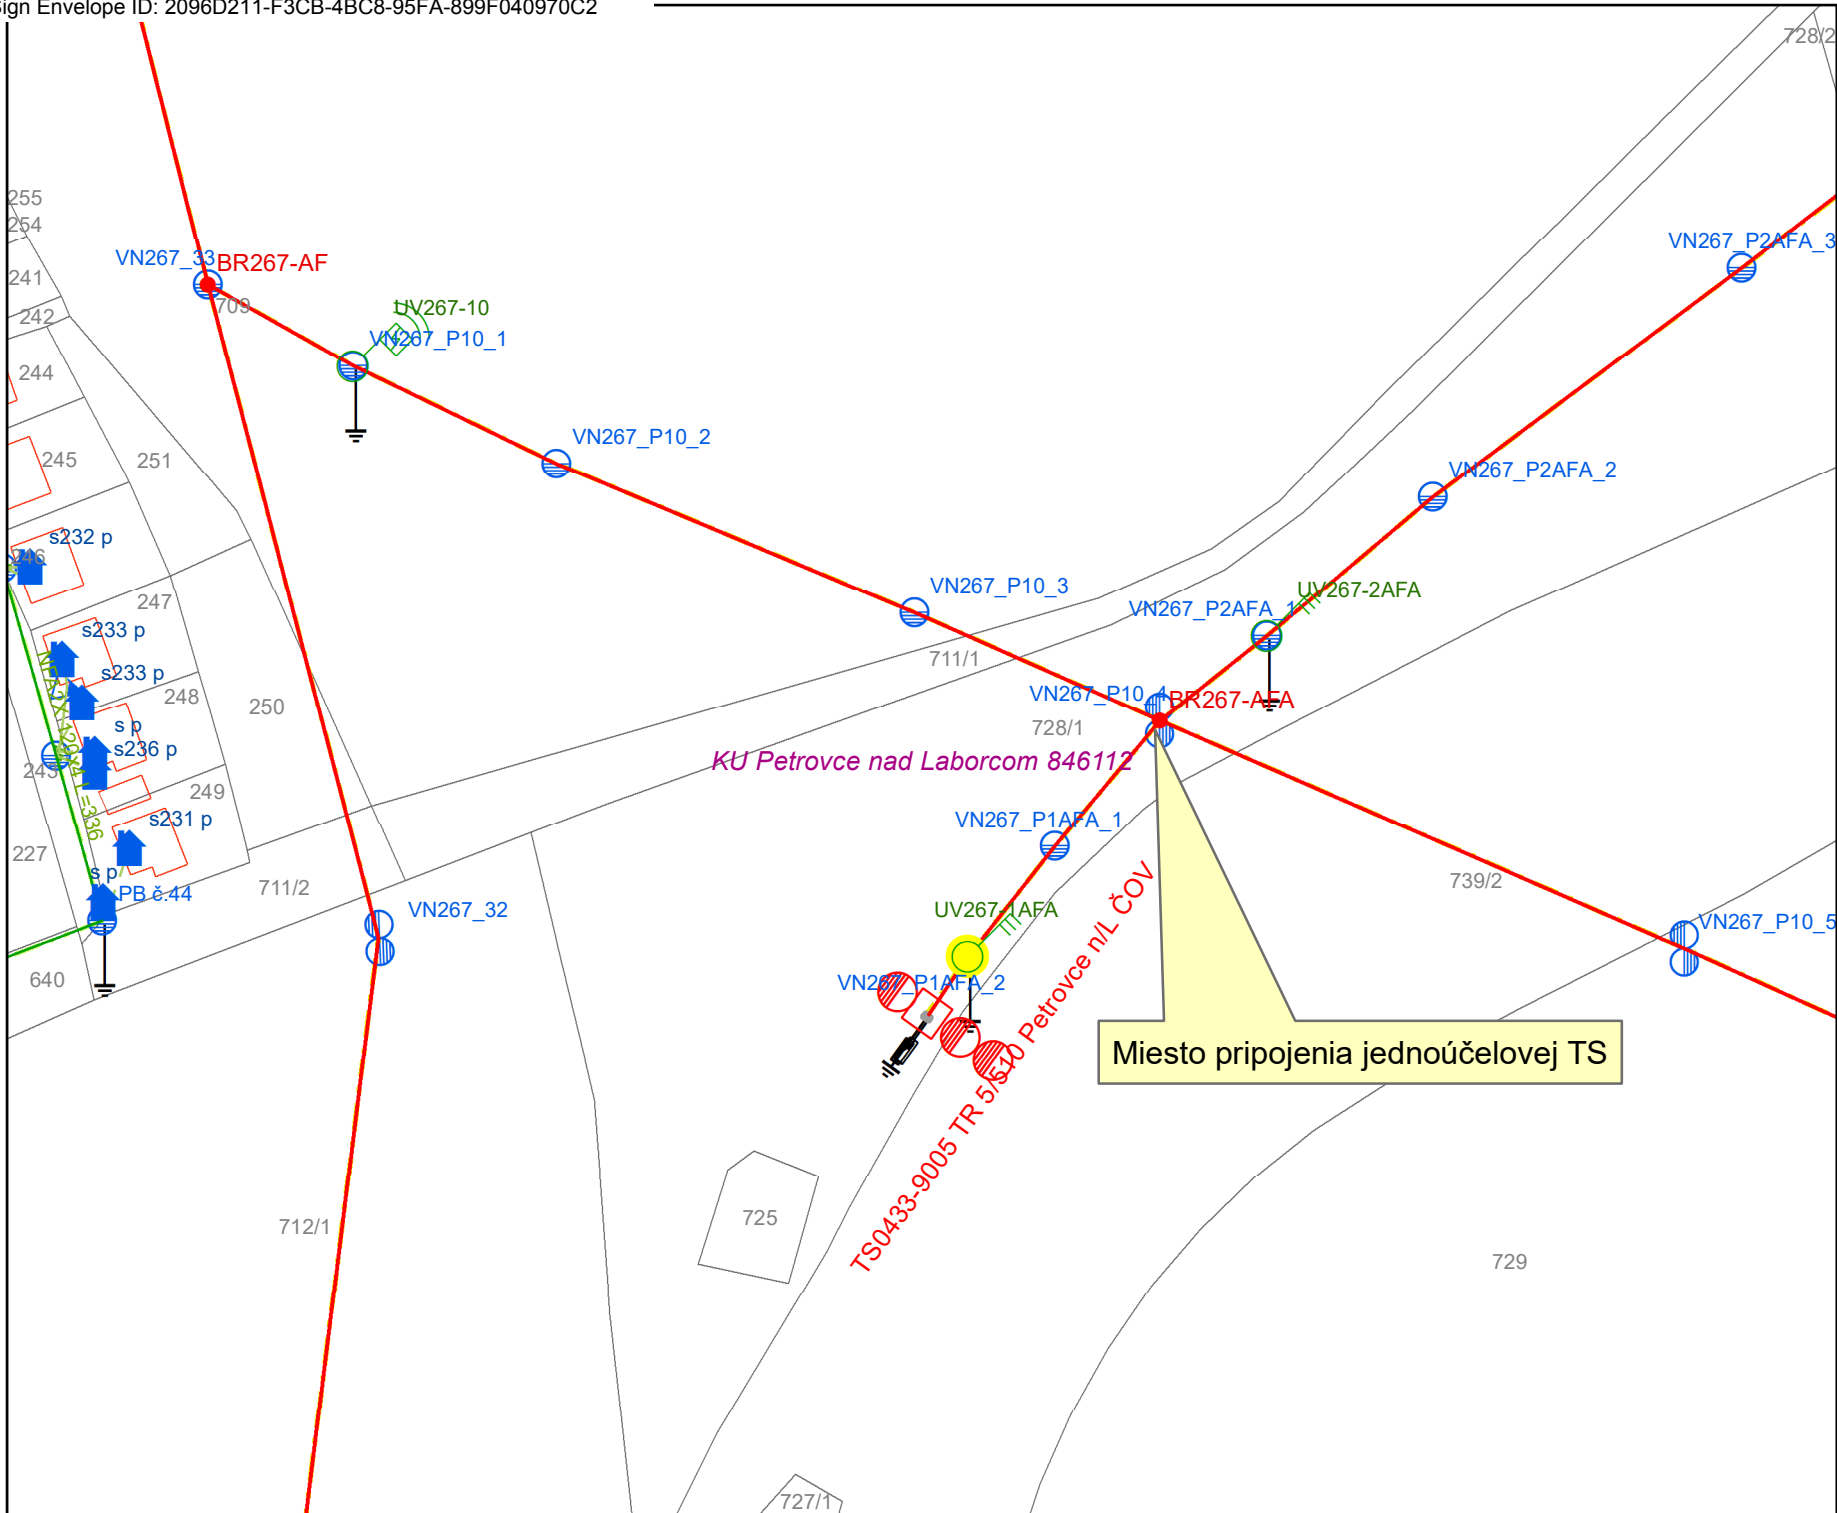 ign Envelope ID: 2096D211-F3CB-4BC8-95FA-899F040970C2
728/2
255
254
VN267_P2AFA_3
VN267_33
BR267-AF
241
709
242
UV267-10
VN267_P10_1
244
VN267_P10_2
245
251
VN267_P2AFA_2
s232 p
246
VN267_P10_3
UV267-2AFA
247
VN267_P2AFA_1
s233 p
711/1
s233 p
248
VN267_P10_4
BR267-AFA
250
s p
728/1
s236 p
KU Petrovce nad Laborcom 846112
243
249
s231 p
VN267_P1AFA_1
227
s p
PB č.44
711/2
739/2
VN267_32
UV267-1AFA
VN267_P10_5
640
VN267_P1AFA_2
TS0433-9005 TR 5/510 Petrovce n/L ČOV
Miesto pripojenia jednoúčelovej TS
712/1
725
729
727/1